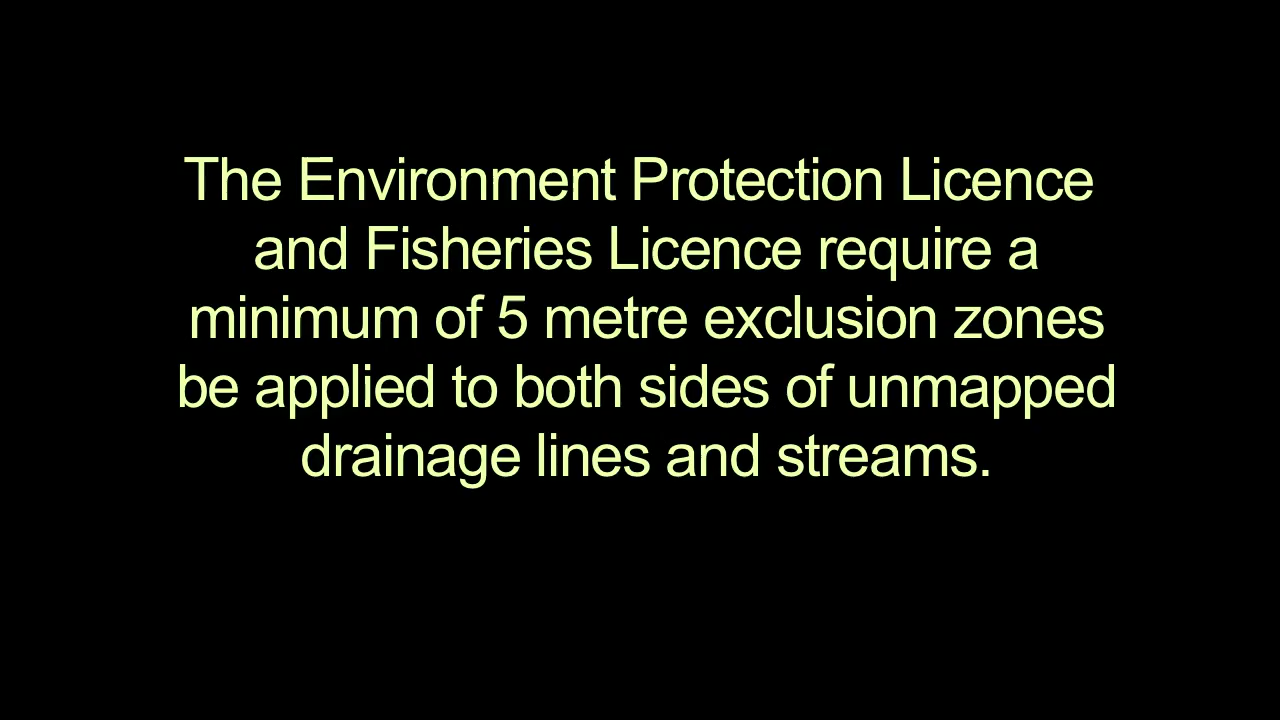 The Environment Protection Licence
and Fisheries Licence require a
minimum of 5 metre exclusion zones
be applied to both sides of unmapped
drainage lines and streams.